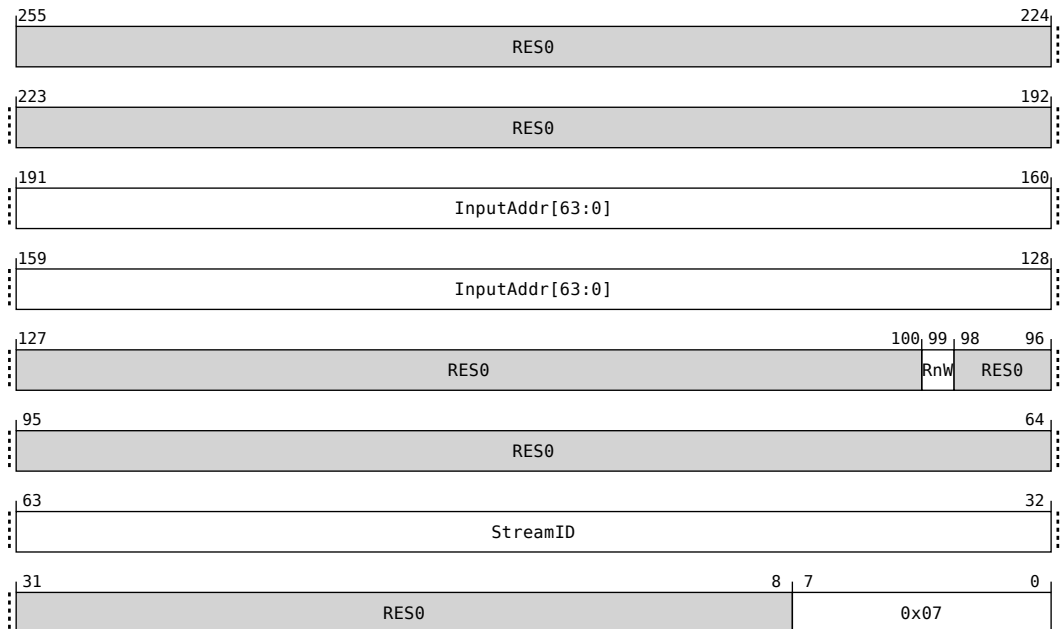 255 224
RES0
223 192
RES0
191 160
InputAddr[63:0]
159 128
InputAddr[63:0]
127 100 99 98 96
RES0 RnW RES0
95 64
RES0
63 32
StreamID
31 8 7 0
RES0 0x07